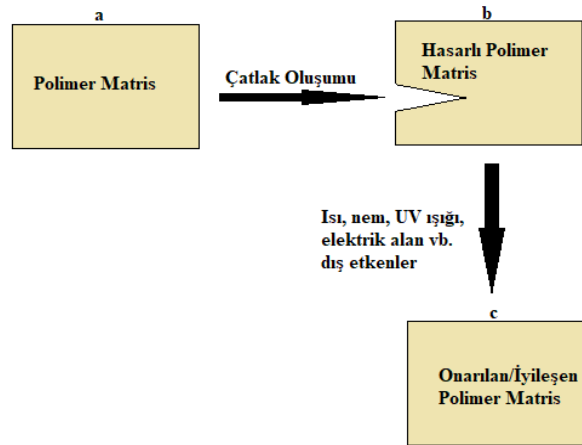 a
Polimer Matris
Çatlak Oluşumu
b
Hasarlı Polimer
Matris
Isı, nem, UV ışığı,
elektrik alan vb.
dış etkenler
c
Onarılan/İyileşen
Polimer Matris